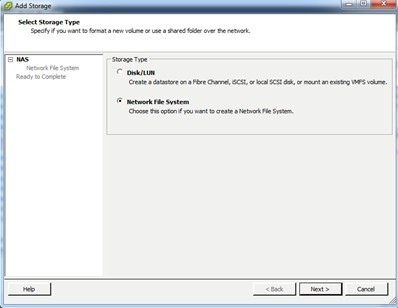 Add Storage
Select Storage Type
Specify if you want to format a new volume or use a shared folder over the network.
NAS
Network File System
Ready to Complete
Storage Type
Disk/LUN
Create a datastore on a Fibre Channel, iSCSI, or local SCSI disk, or mount an existing VMFS volume.
Network File System
Choose this option if you want to create a Network File System.
Help
< Back
Next >
Cancel